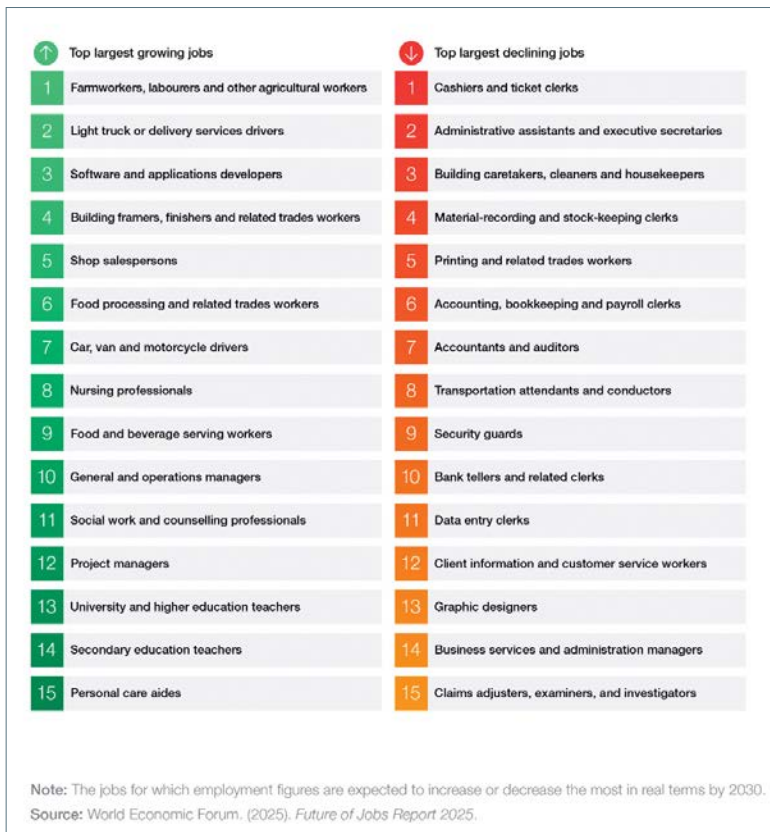 Top largest growing jobs
1 Farmworkers, labourers and other agricultural workers
2 Light truck or delivery services drivers
3 Software and applications developers
4 Building framers, finishers and related trades workers
5 Shop salespersons
6 Food processing and related trades workers
7 Car, van and motorcycle drivers
8 Nursing professionals
9 Food and beverage serving workers
10 General and operations managers
11 Social work and counselling professionals
12 Project managers
13 University and higher education teachers
14 Secondary education teachers
15 Personal care aides
Top largest declining jobs
1 Cashiers and ticket clerks
2 Administrative assistants and executive secretaries
3 Building caretakers, cleaners and housekeepers
4 Material-recording and stock-keeping clerks
5 Printing and related trades workers
6 Accounting, bookkeeping and payroll clerks
7 Accountants and auditors
8 Transportation attendants and conductors
9 Security guards
10 Bank tellers and related clerks
11 Data entry clerks
12 Client information and customer service workers
13 Graphic designers
14 Business services and administration managers
15 Claims adjusters, examiners, and investigators
Note: The jobs for which employment figures are expected to increase or decrease the most in real terms by 2030.
Source: World Economic Forum. (2025). Future of Jobs Report 2025.